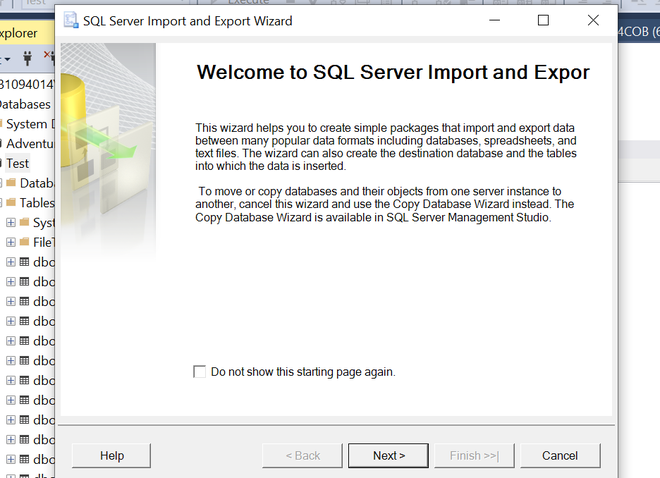 Test
Execute
SQL Server Import and Export Wizard
xplorer
4COB (6
Welcome to SQL Server Import and Expor
8109401
Databases
System D
Adventu
Test
Datab
Tables
Syst
FileT
dbo
dbo
dbo
dbo
dbo
dbo
dbo
dbo
dbo
dbo
dbo
This wizard helps you to create simple packages that import and export data
between many popular data formats including databases, spreadsheets, and
text files. The wizard can also create the destination database and the tables
into which the data is inserted.
To move or copy databases and their objects from one server instance to
another, cancel this wizard and use the Copy Database Wizard instead. The
Copy Database Wizard is available in SQL Server Management Studio.
Do not show this starting page again.
Help
< Back
Next >
Finish >>|
Cancel